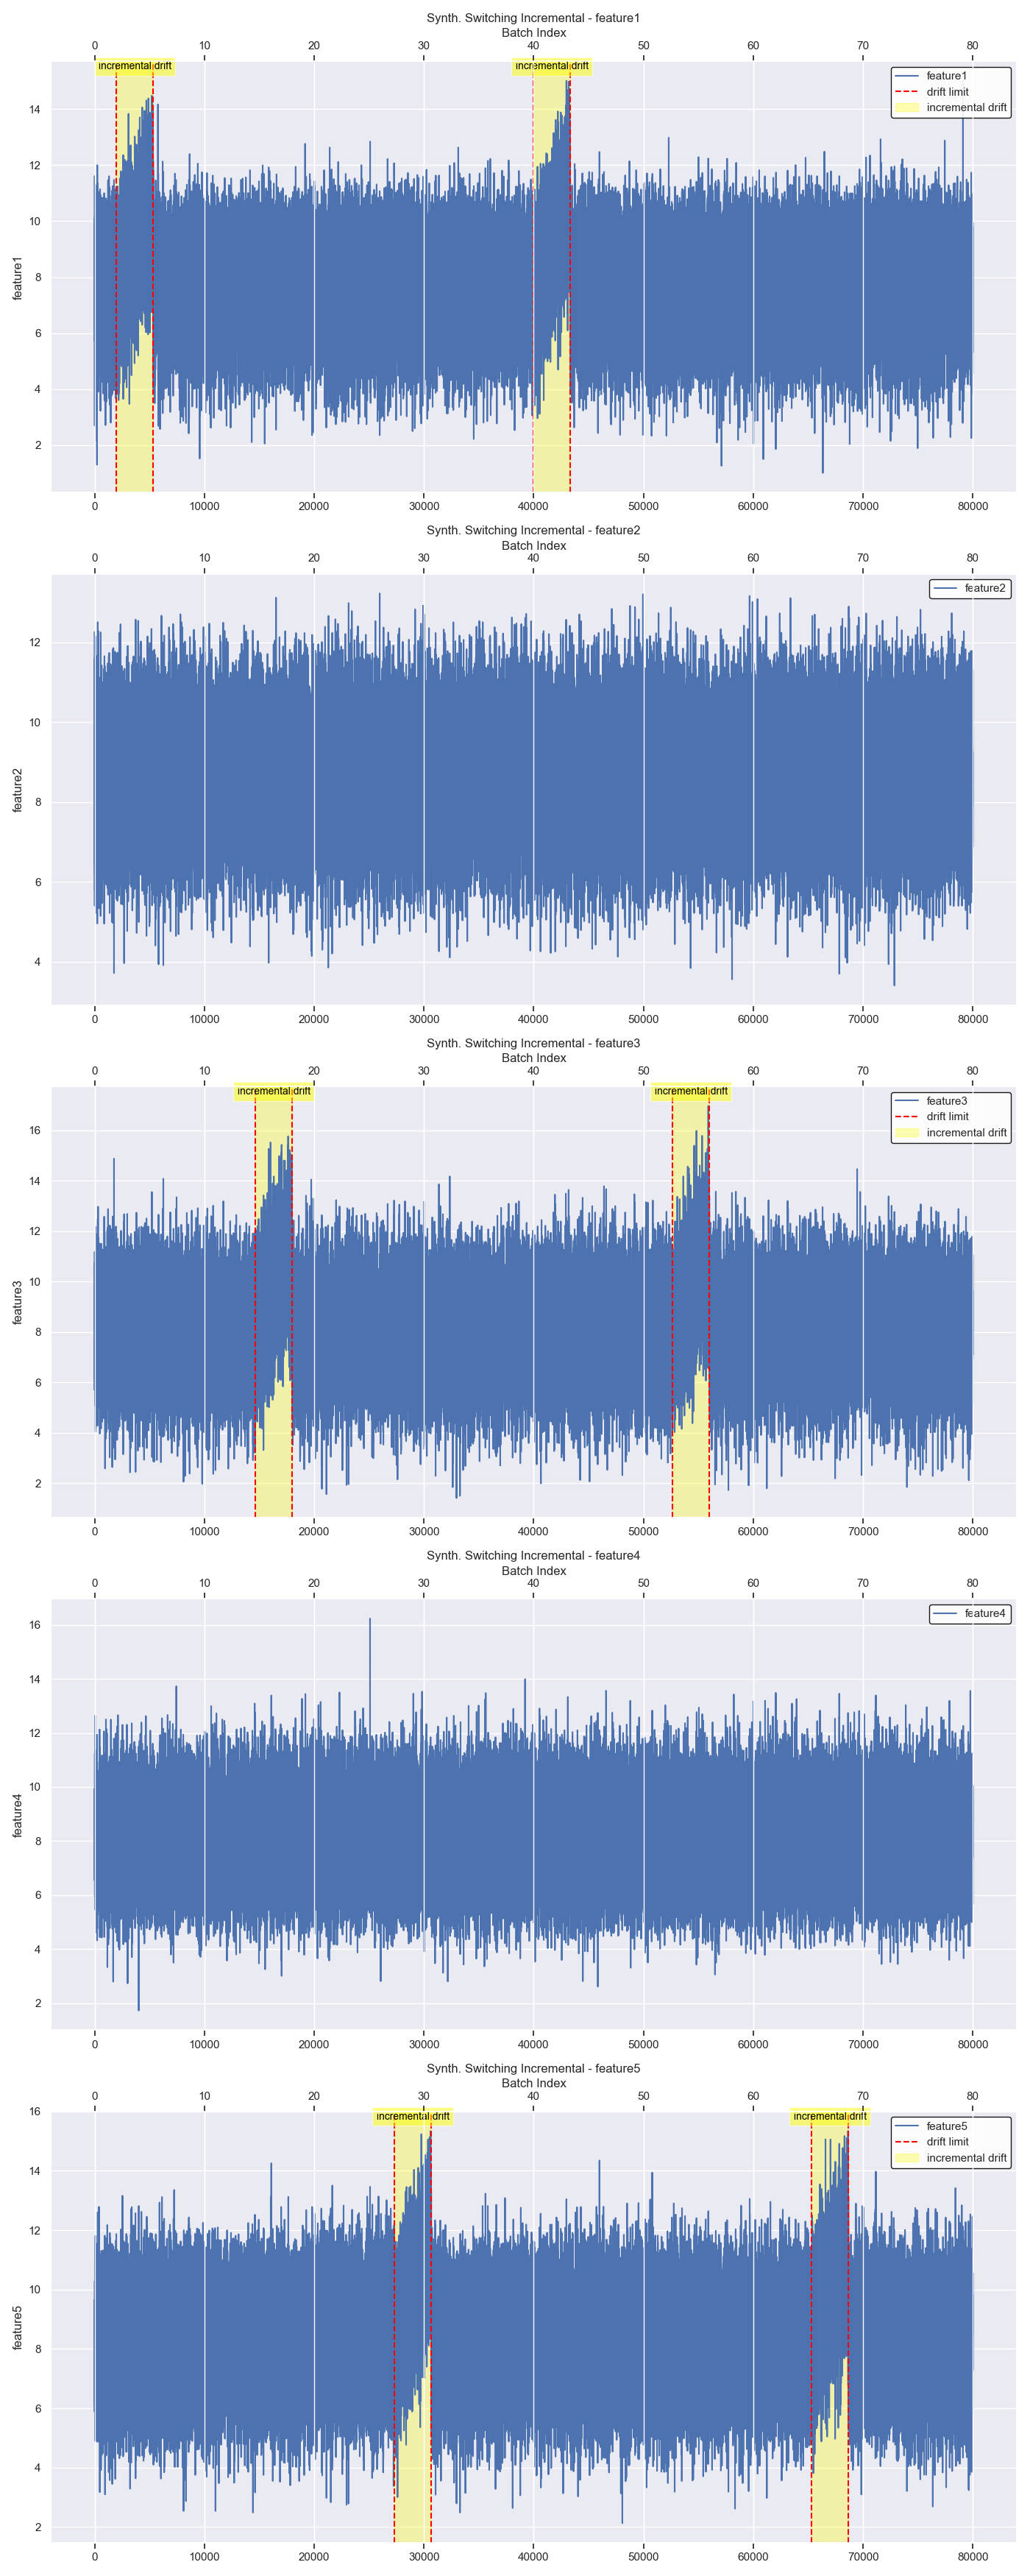 Synth. Switching Incremental - feature1
Batch Index
0 10 20 30 40 50 60 70 80
incremental drift incremental drift
feature1
drift limit
incremental drift
14
12
10
8
6
4
2
feature1
0 10000 20000 30000 40000 50000 60000 70000 80000
Synth. Switching Incremental - feature2
Batch Index
0 10 20 30 40 50 60 70 80
feature2
12
10
8
6
4
feature2
0 10000 20000 30000 40000 50000 60000 70000 80000
Synth. Switching Incremental - feature3
Batch Index
0 10 20 30 40 50 60 70 80
incremental drift incremental drift
feature3
drift limit
incremental drift
16
14
12
10
8
6
4
2
feature3
0 10000 20000 30000 40000 50000 60000 70000 80000
Synth. Switching Incremental - feature4
Batch Index
0 10 20 30 40 50 60 70 80
feature4
16
14
12
10
8
6
4
2
feature4
0 10000 20000 30000 40000 50000 60000 70000 80000
Synth. Switching Incremental - feature5
Batch Index
0 10 20 30 40 50 60 70 80
incremental drift incremental drift
feature5
drift limit
incremental drift
16
14
12
10
8
6
4
2
feature5
0 10000 20000 30000 40000 50000 60000 70000 80000